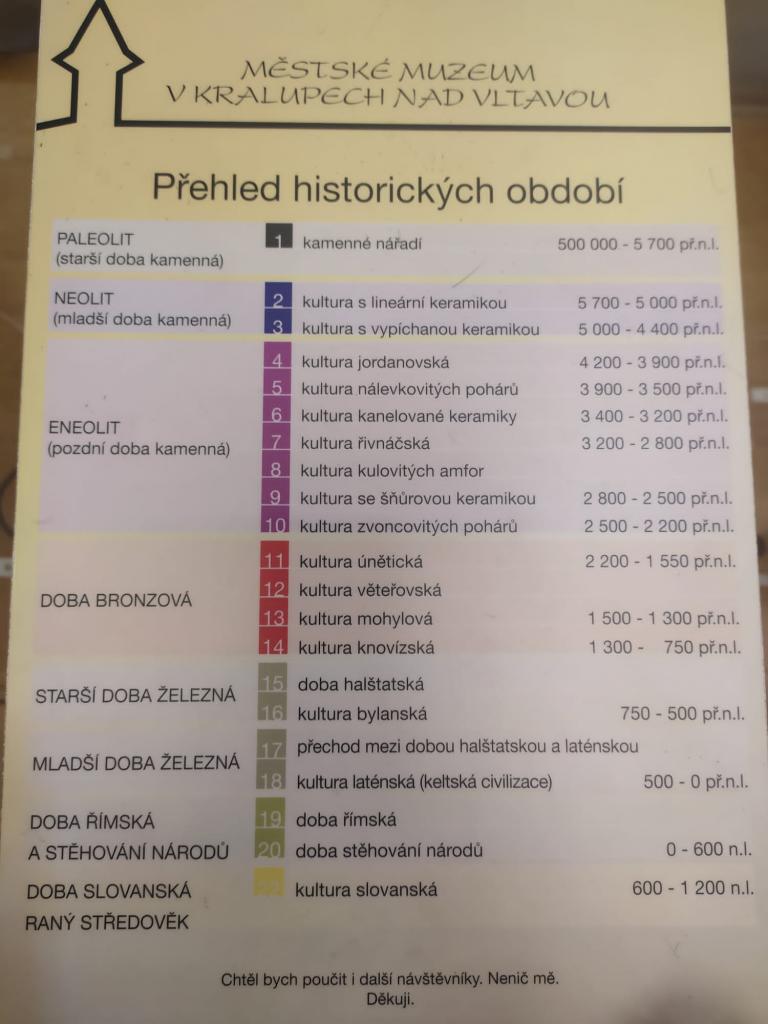 MĚSTSKÉ MUZEUM
V KRALUPECH NAD VLTAVOU
Přehled historických období
PALEOLIT
(starší doba kamenná)
1 kamenné nářadí 500 000 - 5 700 př.n.l.
NEOLIT
(mladší doba kamenná)
2 kultura s lineární keramikou 5 700 - 5 000 př.n.l.
3 kultura s vypíchanou keramikou 5 000 - 4 400 př.n.l.
ENEOLIT
(pozdní doba kamenná)
4 kultura jordanovská 4 200 - 3 900 př.n.l.
5 kultura nálevkovitých pohárů 3 900 - 3 500 př.n.l.
6 kultura kanelované keramiky 3 400 - 3 200 př.n.l.
7 kultura řivnáčská 3 200 - 2 800 př.n.l.
8 kultura kulovitých amfor
9 kultura se šňůrovou keramikou 2 800 - 2 500 př.n.l.
10 kultura zvoncovitých pohárů 2 500 - 2 200 př.n.l.
DOBA BRONZOVÁ
11 kultura únětická 2 200 - 1 550 př.n.l.
12 kultura věteřovská
13 kultura mohylová 1 500 - 1 300 př.n.l.
14 kultura knovízská 1 300 - 750 př.n.l.
STARŠÍ DOBA ŽELEZNÁ
15 doba halštatská
16 kultura bylanská 750 - 500 př.n.l.
MLADŠÍ DOBA ŽELEZNÁ
17 přechod mezi dobou halštatskou a laténskou
18 kultura laténská (keltská civilizace) 500 - 0 př.n.l.
DOBA ŘÍMSKÁ 19 doba římská
A STĚHOVÁNÍ NÁRODŮ 20 doba stěhování národů 0 - 600 n.l.
DOBA SLOVANSKÁ kultura slovanská 600 - 1 200 n.l.
RANÝ STŘEDOVĚK
Chtěl bych poučit i další návštěvníky. Nenič mě.
Děkuji.